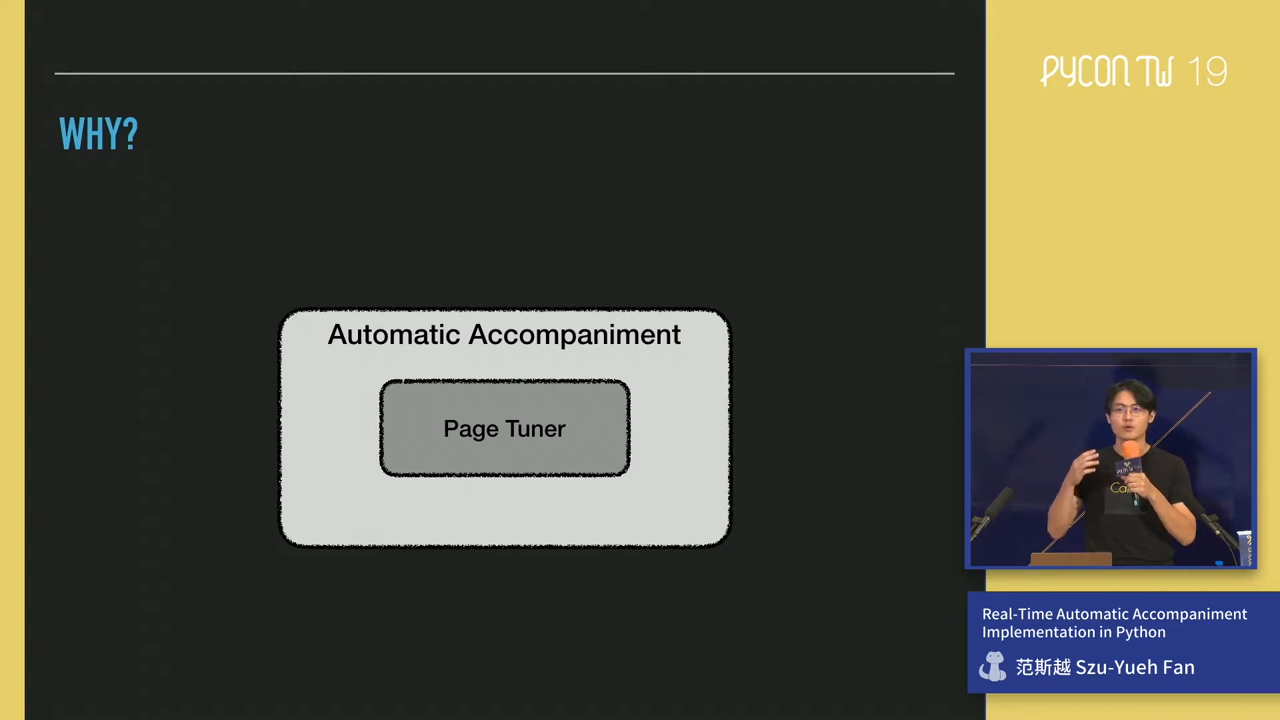 WHY?
Automatic Accompaniment
Page Tuner
PYCON TW 19
Real-Time Automatic Accompaniment
Implementation in Python
范斯越 Szu-Yueh Fan